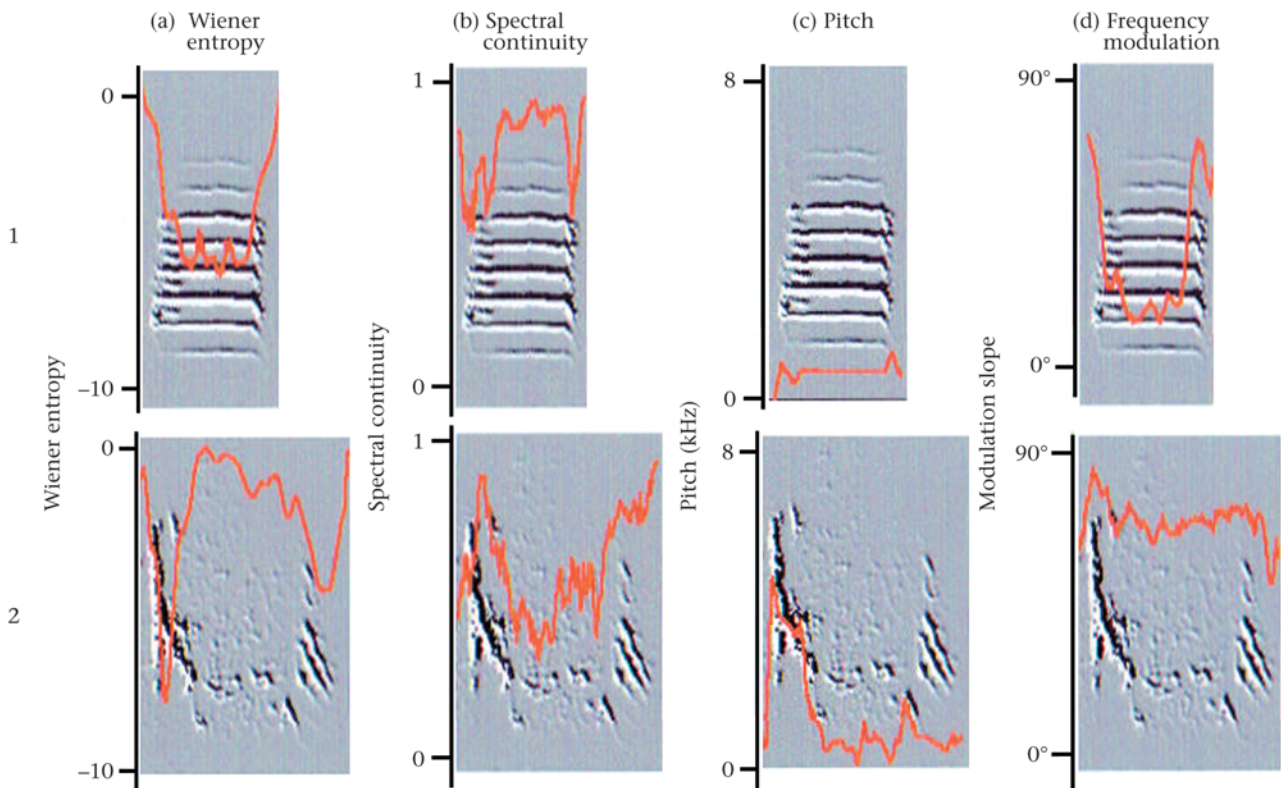 (a) Wiener
entropy
(b) Spectral
continuity
(c) Pitch
(d) Frequency
modulation
1
Wiener entropy
0
–10
0
–10
Spectral continuity
1
0
1
0
Pitch (kHz)
8
0
8
0
Modulation slope
90°
0°
90°
0°
2